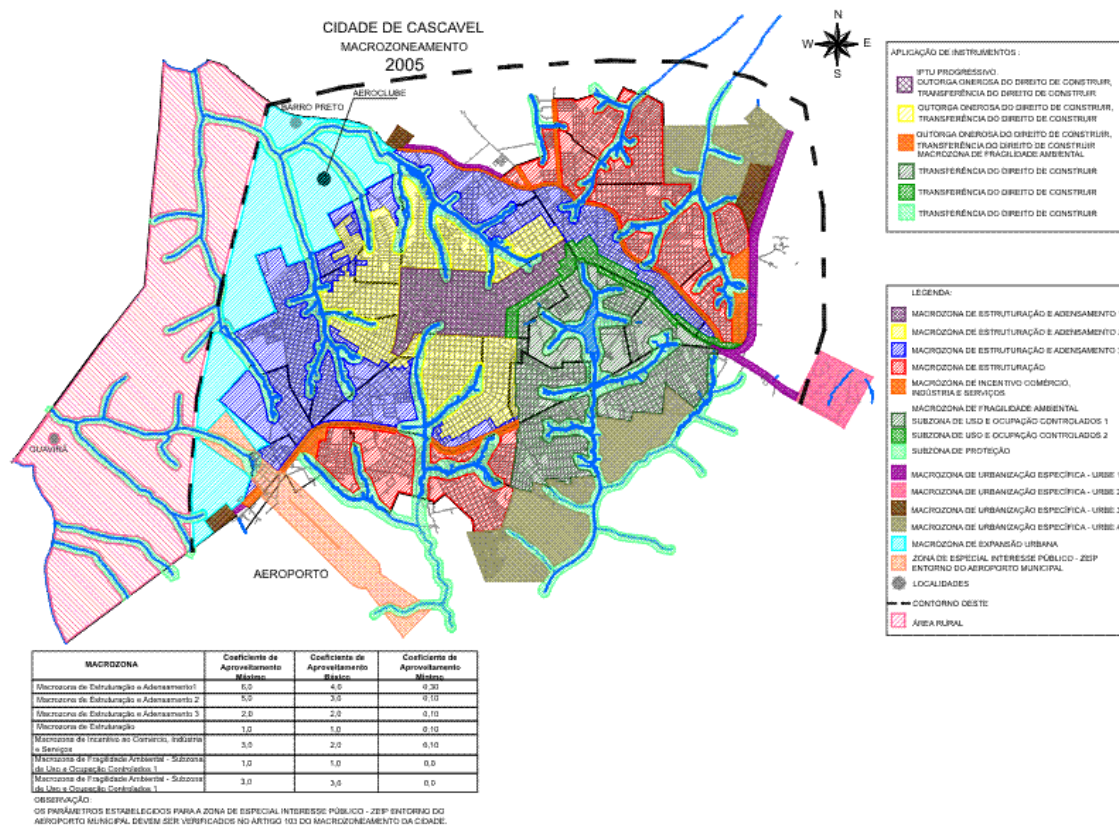 CIDADE DE CASCAVEL
MACROZONEAMENTO
2005
N
W E
S
BARRO PRETO
AEROCLUBE
GUAVIRÁ
AEROPORTO
APLICAÇÃO DE INSTRUMENTOS :
IPTU PROGRESSIVO.
OUTORGA ONEROSA DO DIREITO DE CONSTRUIR,
TRANSFERÊNCIA DO DIREITO DE CONSTRUIR
OUTORGA ONEROSA DO DIREITO DE CONSTRUIR,
TRANSFERÊNCIA DO DIREITO DE CONSTRUIR
OUTORGA ONEROSA DO DIREITO DE CONSTRUIR,
TRANSFERÊNCIA DO DIREITO DE CONSTRUIR
MACROZONA DE FRAGILIDADE AMBIENTAL
TRANSFERÊNCIA DO DIREITO DE CONSTRUIR
TRANSFERÊNCIA DO DIREITO DE CONSTRUIR
TRANSFERÊNCIA DO DIREITO DE CONSTRUIR
LEGENDA:
MACROZONA DE ESTRUTURAÇÃO E ADENSAMENTO
MACROZONA DE ESTRUTURAÇÃO E ADENSAMENTO
MACROZONA DE ESTRUTURAÇÃO E ADENSAMENTO
MACROZONA DE ESTRUTURAÇÃO
MACROZONA DE INCENTIVO COMÉRCIO,
INDÚSTRIA E SERVIÇOS
MACROZONA DE FRAGILIDADE AMBIENTAL
SUBZONA DE USO E OCUPAÇÃO CONTROLADOS 1
SUBZONA DE USO E OCUPAÇÃO CONTROLADOS 2
SUBZONA DE PROTEÇÃO
MACROZONA DE URBANIZAÇÃO ESPECÍFICA - URBE
MACROZONA DE URBANIZAÇÃO ESPECÍFICA - URBE
MACROZONA DE URBANIZAÇÃO ESPECÍFICA - URBE
MACROZONA DE URBANIZAÇÃO ESPECÍFICA - URBE
MACROZONA DE EXPANSÃO URBANA
ZONA DE ESPECIAL INTERESSE PÚBLICO - ZEIP
ENTORNO DO AEROPORTO MUNICIPAL
LOCALIDADES
CONTORNO OESTE
ÁREA RURAL
MACROZONA Coeficiente de Aproveitamento Máximo Coeficiente de Aproveitamento Básico Coeficiente de Aproveitamento Mínimo
Macrozona de Estruturação e Adensamento1 6,0 4,0 0,30
Macrozona de Estruturação e Adensamento 2 5,0 3,0 0,10
Macrozona de Estruturação e Adensamento 3 2,0 2,0 0,10
Macrozona de Estruturação 1,0 1,0 0,10
Macrozona de Incentivo ao Comércio, Indústria
e Serviços 3,0 2,0 0,10
Macrozona de Fragilidade Ambiental - Subzona
de Uso e Ocupação Controlados 1 1,0 1,0 0,0
Macrozona de Fragilidade Ambiental - Subzona
de Uso e Ocupação Controlados 1 3,0 3,0 0,0
OBSERVAÇÃO:
OS PARÂMETROS ESTABELECIDOS PARA A ZONA DE ESPECIAL INTERESSE PÚBLICO - ZEIP ENTORNO DO
AEROPORTO MUNICIPAL DEVEM SER VERIFICADOS NO ARTIGO 103 DO MACROZONEAMENTO DA CIDADE.